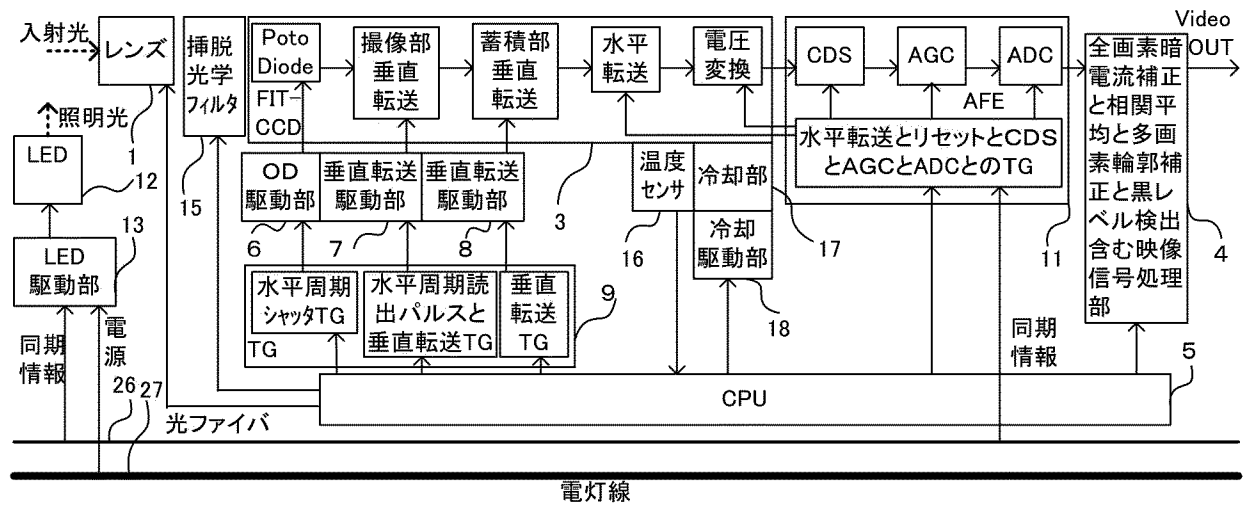 入射光
レンズ
照明光
LED
1
12
LED
駆動部
13
同期
情報
電源
26
27
光ファイバ
電灯線
挿脱
光学
フィルタ
15
Poto
Diode
FIT-
CCD
撮像部
垂直
転送
蓄積部
垂直
転送
水平
転送
電圧
変換
3
CDS
AGC
ADC
AFE
水平転送とリセットとCDS
とAGCとADCとのTG
11
Video
OUT
全画素暗
電流補正
と相関平
均と多画
素輪郭補
正と黒レ
ベル検出
含む映像
信号処理
部
4
OD
駆動部
6
垂直転送
駆動部
7
垂直転送
駆動部
8
温度
センサ
16
冷却部
17
冷却
駆動部
18
水平周期
シャッタTG
TG
水平周期読
出パルスと
垂直転送TG
垂直
転送
TG
9
同期
情報
CPU
5